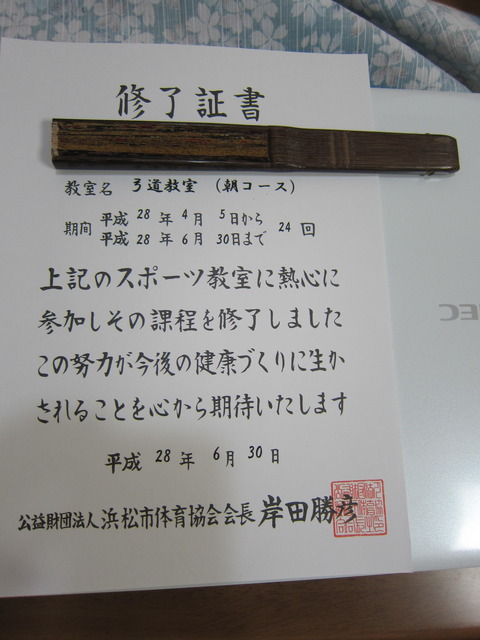 修了証書
教室名 弓道教室 (朝コース)
期間 平成 28 年 4 月 5 日から 24 回
平成 28 年 6 月 30 日まで
上記のスポーツ教室に熱心に
参加しその課程を修了しました
この努力が今後の健康づくりに生か
されることを心から期待いたします
平成 28 年 6 月 30 日
公益財団法人浜松市体育協会会長 岸田勝彦
NEC